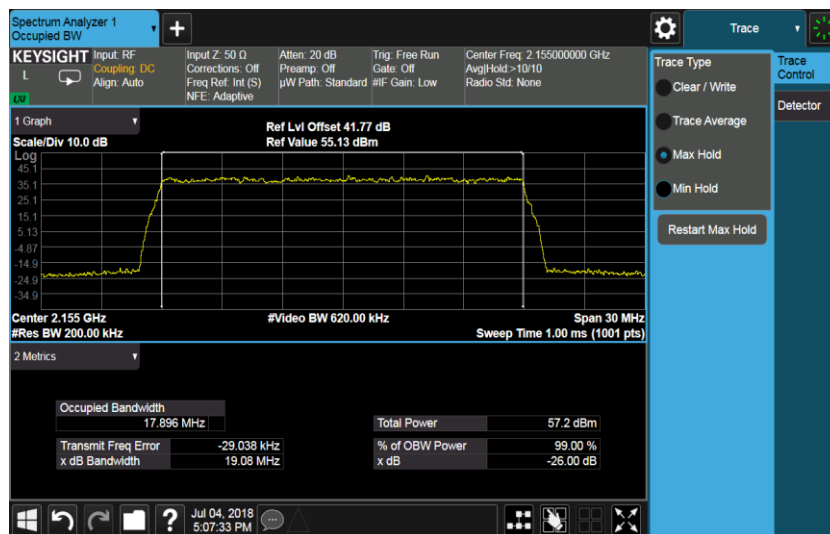 Spectrum Analyzer 1
Occupied BW
+
Trace
KEYSIGHT
L
LXI
Input: RF
Coupling: DC
Align: Auto
Input Z: 50 Ω
Corrections: Off
Freq Ref: Int (S)
NFE: Adaptive
Atten: 20 dB
Preamp: Off
µW Path: Standard
Trig: Free Run
Gate: Off
#IF Gain: Low
Center Freq: 2.155000000 GHz
Avg|Hold:>10/10
Radio Std: None
Trace Type
Clear / Write
Trace Average
Max Hold
Min Hold
Restart Max Hold
Trace
Control
Detector
1 Graph
Scale/Div 10.0 dB
Ref Lvl Offset 41.77 dB
Ref Value 55.13 dBm
Log
45.1
35.1
25.1
15.1
5.13
-4.87
-14.9
-24.9
-34.9
Center 2.155 GHz
#Video BW 620.00 kHz
Span 30 MHz
#Res BW 200.00 kHz
Sweep Time 1.00 ms (1001 pts)
2 Metrics
Occupied Bandwidth
17.896 MHz
Total Power 57.2 dBm
Transmit Freq Error -29.038 kHz
% of OBW Power 99.00 %
x dB Bandwidth 19.08 MHz
x dB -26.00 dB
?
Jul 04, 2018
5:07:33 PM